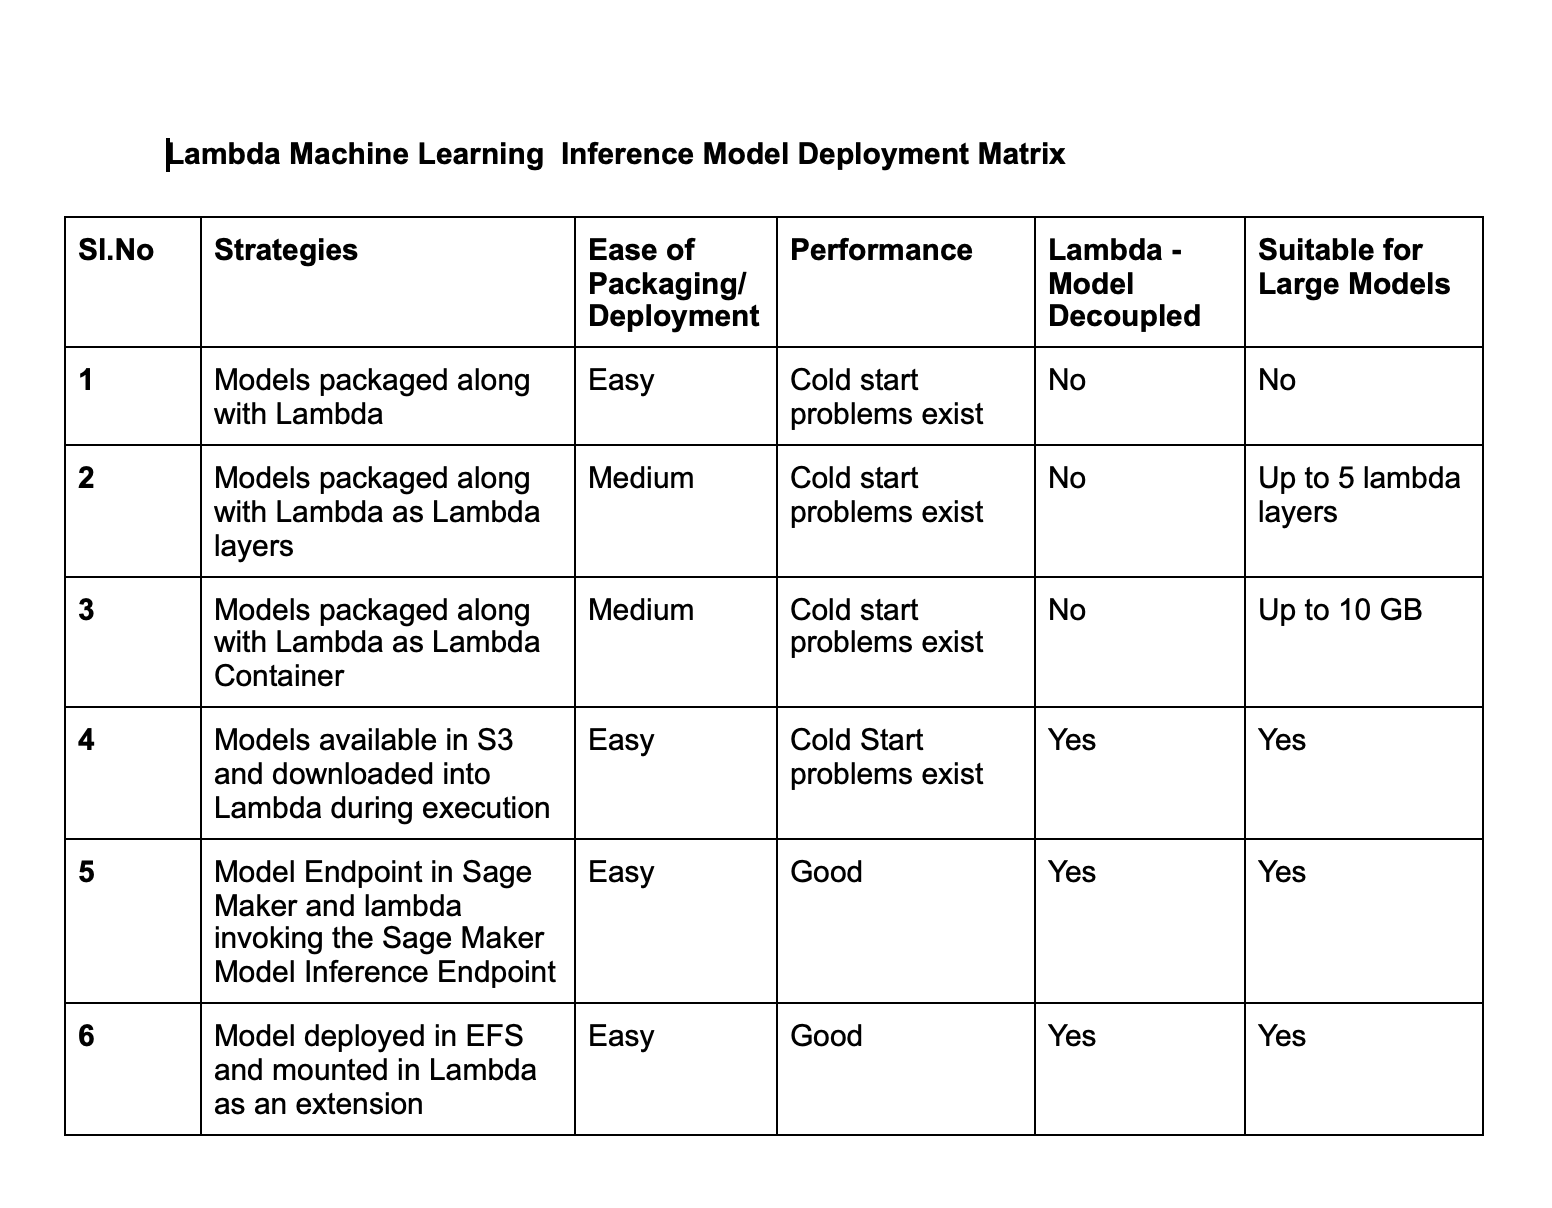 Lambda Machine Learning  Inference Model Deployment Matrix
Sl.No
Strategies
Ease of
Packaging/
Deployment
Performance
Lambda -
Model
Decoupled
Suitable for
Large Models
1
Models packaged along
with Lambda
Easy
Cold start
problems exist
No
No
2
Models packaged along
with Lambda as Lambda
layers
Medium
Cold start
problems exist
No
Up to 5 lambda
layers
3
Models packaged along
with Lambda as Lambda
Container
Medium
Cold start
problems exist
No
Up to 10 GB
4
Models available in S3
and downloaded into
Lambda during execution
Easy
Cold Start
problems exist
Yes
Yes
5
Model Endpoint in Sage
Maker and lambda
invoking the Sage Maker
Model Inference Endpoint
Easy
Good
Yes
Yes
6
Model deployed in EFS
and mounted in Lambda
as an extension
Easy
Good
Yes
Yes